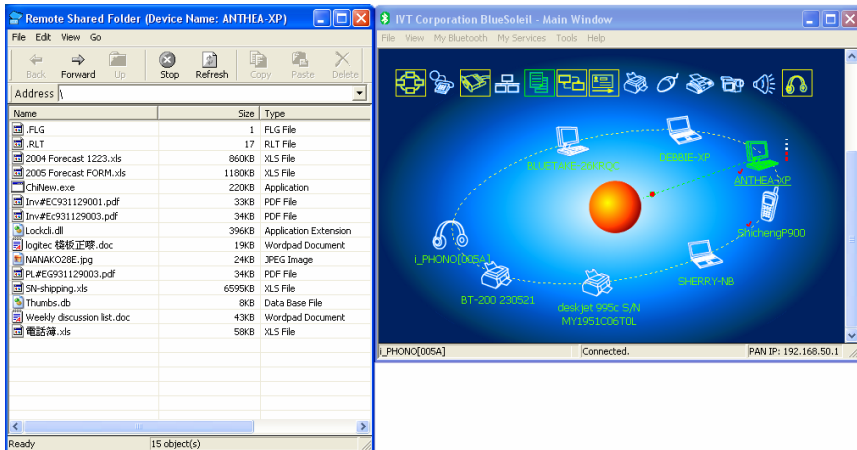 Remote Shared Folder (Device Name: ANTHEA-XP)
File Edit View Go
Back Forward Up Stop Refresh Copy Paste Delete
Address \
Name Size Type
.FLG 1 FLG File
.RLT 17 RLT File
2004 Forecast 1223.xls 860KB XLS File
2005 Forecast FORM.xls 1180KB XLS File
ChiNew.exe 220KB Application
Inv#EC931129001.pdf 33KB PDF File
Inv#Ec931129003.pdf 34KB PDF File
Lockcli.dll 396KB Application Extension
logitec 棧板正嘜.doc 19KB Wordpad Document
NANAKO28E.jpg 24KB JPEG Image
PL#EG931129003.pdf 34KB PDF File
SN-shipping.xls 6595KB XLS File
Thumbs.db 8KB Data Base File
Weekly discussion list.doc 43KB Wordpad Document
電話簿.xls 58KB XLS File
Ready 15 object(s)
IVT Corporation BlueSoleil - Main Window
File View My Bluetooth My Services Tools Help
DEBBIE-XP
ANTHEA-XP
ShichengP900
i_PHONO[005A]
SHERRY-NB
BT-200 230521
deskjet 995c S/N
MY1951C06T0L
i_PHONO[005A] Connected. PAN IP: 192.168.50.1